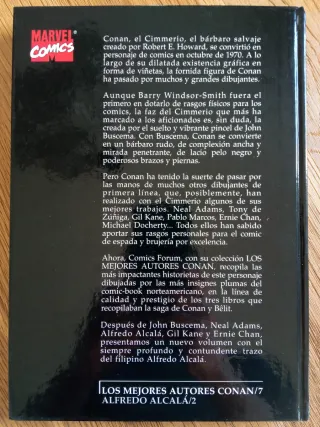 MARVEL
COMICS
Conan, el Cimmerio, el bárbaro salvaje
creado por Robert E. Howard, se convirtió en
personaje de comics en octubre de 1970. A lo
largo de su dilatada existencia gráfica en
forma de viñetas, la fornida figura de Conan
ha pasado por muchos y grandes dibujantes.
Aunque Barry Windsor-Smith fuera el
primero en dotarlo de rasgos físicos para los
comics, la faz del Cimmerio que más ha
marcado a los aficionados es, sin duda, la
creada por el suelto y vibrante pincel de John
Buscema. Con Buscema, Conan se convierte
en un bárbaro rudo, de complexión ancha y
mirada penetrante, de lacio pelo negro y
poderosos brazos y piernas.
Pero Conan ha tenido la suerte de pasar por
las manos de muchos otros dibujantes de
primera línea, que, posiblemente, han
realizado con el Cimmerio algunos de sus
mejores trabajos. Neal Adams, Tony de
Zúñiga, Gil Kane, Pablo Marcos, Ernie Chan,
Michael Docherty... Todos ellos han sabido
aportar sus rasgos personales para el comic
de espada y brujería por excelencia.
Ahora, Comics Forum, con su colección LOS
MEJORES AUTORES CONAN, recopila las
más impactantes historietas de este personaje
dibujadas por las más insignes plumas del
comic-book norteamericano, en la línea de
calidad y prestigio de los tres libros que
recopilaban la saga de Conan y Bélit.
Después de John Buscema, Neal Adams,
Alfredo Alcalá, Gil Kane y Ernie Chan,
presentamos un nuevo volumen con el
siempre profundo y contundente trazo
del filipino Alfredo Alcalá.
LOS MEJORES AUTORES CONAN/7
ALFREDO ALCALÁ/2